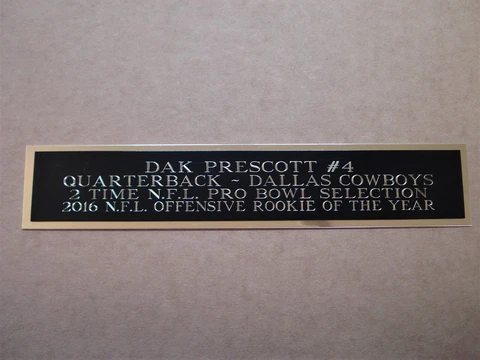 DAK PRESCOTT #4
QUARTERBACK ~ DALLAS COWBOYS
2 TIME N.F.L. PRO BOWL SELECTION
2016 N.F.L. OFFENSIVE ROOKIE OF THE YEAR